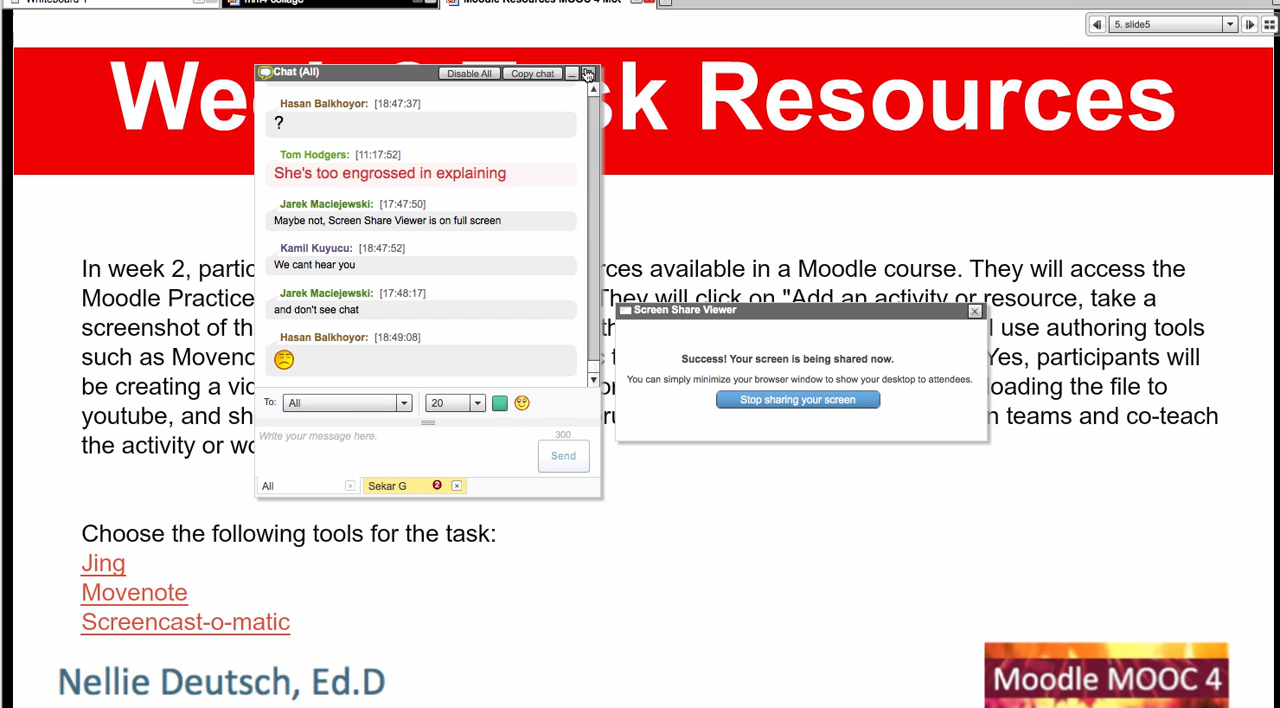 Whiteboard 1
mm4 collage
Moodle Resources MOOC 4 Mot
5. slide5
We
sk Resources
Chat (All)
Disable All
Copy chat
Hasan Balkhoyor: [18:47:37]
?
Tom Hodgers: [11:17:52]
She's too engrossed in explaining
Jarek Maciejewski: [17:47:50]
Maybe not, Screen Share Viewer is on full screen
Kamil Kuyucu: [18:47:52]
We cant hear you
Jarek Maciejewski: [17:48:17]
and don't see chat
Hasan Balkhoyor: [18:49:08]
To: All
20
Write your message here.
300
Send
All
Sekar G 2
In week 2, partic
rces available in a Moodle course. They will access the
Moodle Practice
They will click on "Add an activity or resource, take a
screenshot of th
l use authoring tools
such as Moveno
Yes, participants will
be creating a vid
loading the file to
youtube, and sh
n teams and co-teach
the activity or wo
Screen Share Viewer
Success! Your screen is being shared now.
You can simply minimize your browser window to show your desktop to attendees.
Stop sharing your screen
Choose the following tools for the task:
Jing
Movenote
Screencast-o-matic
Nellie Deutsch, Ed.D
Moodle MOOC 4